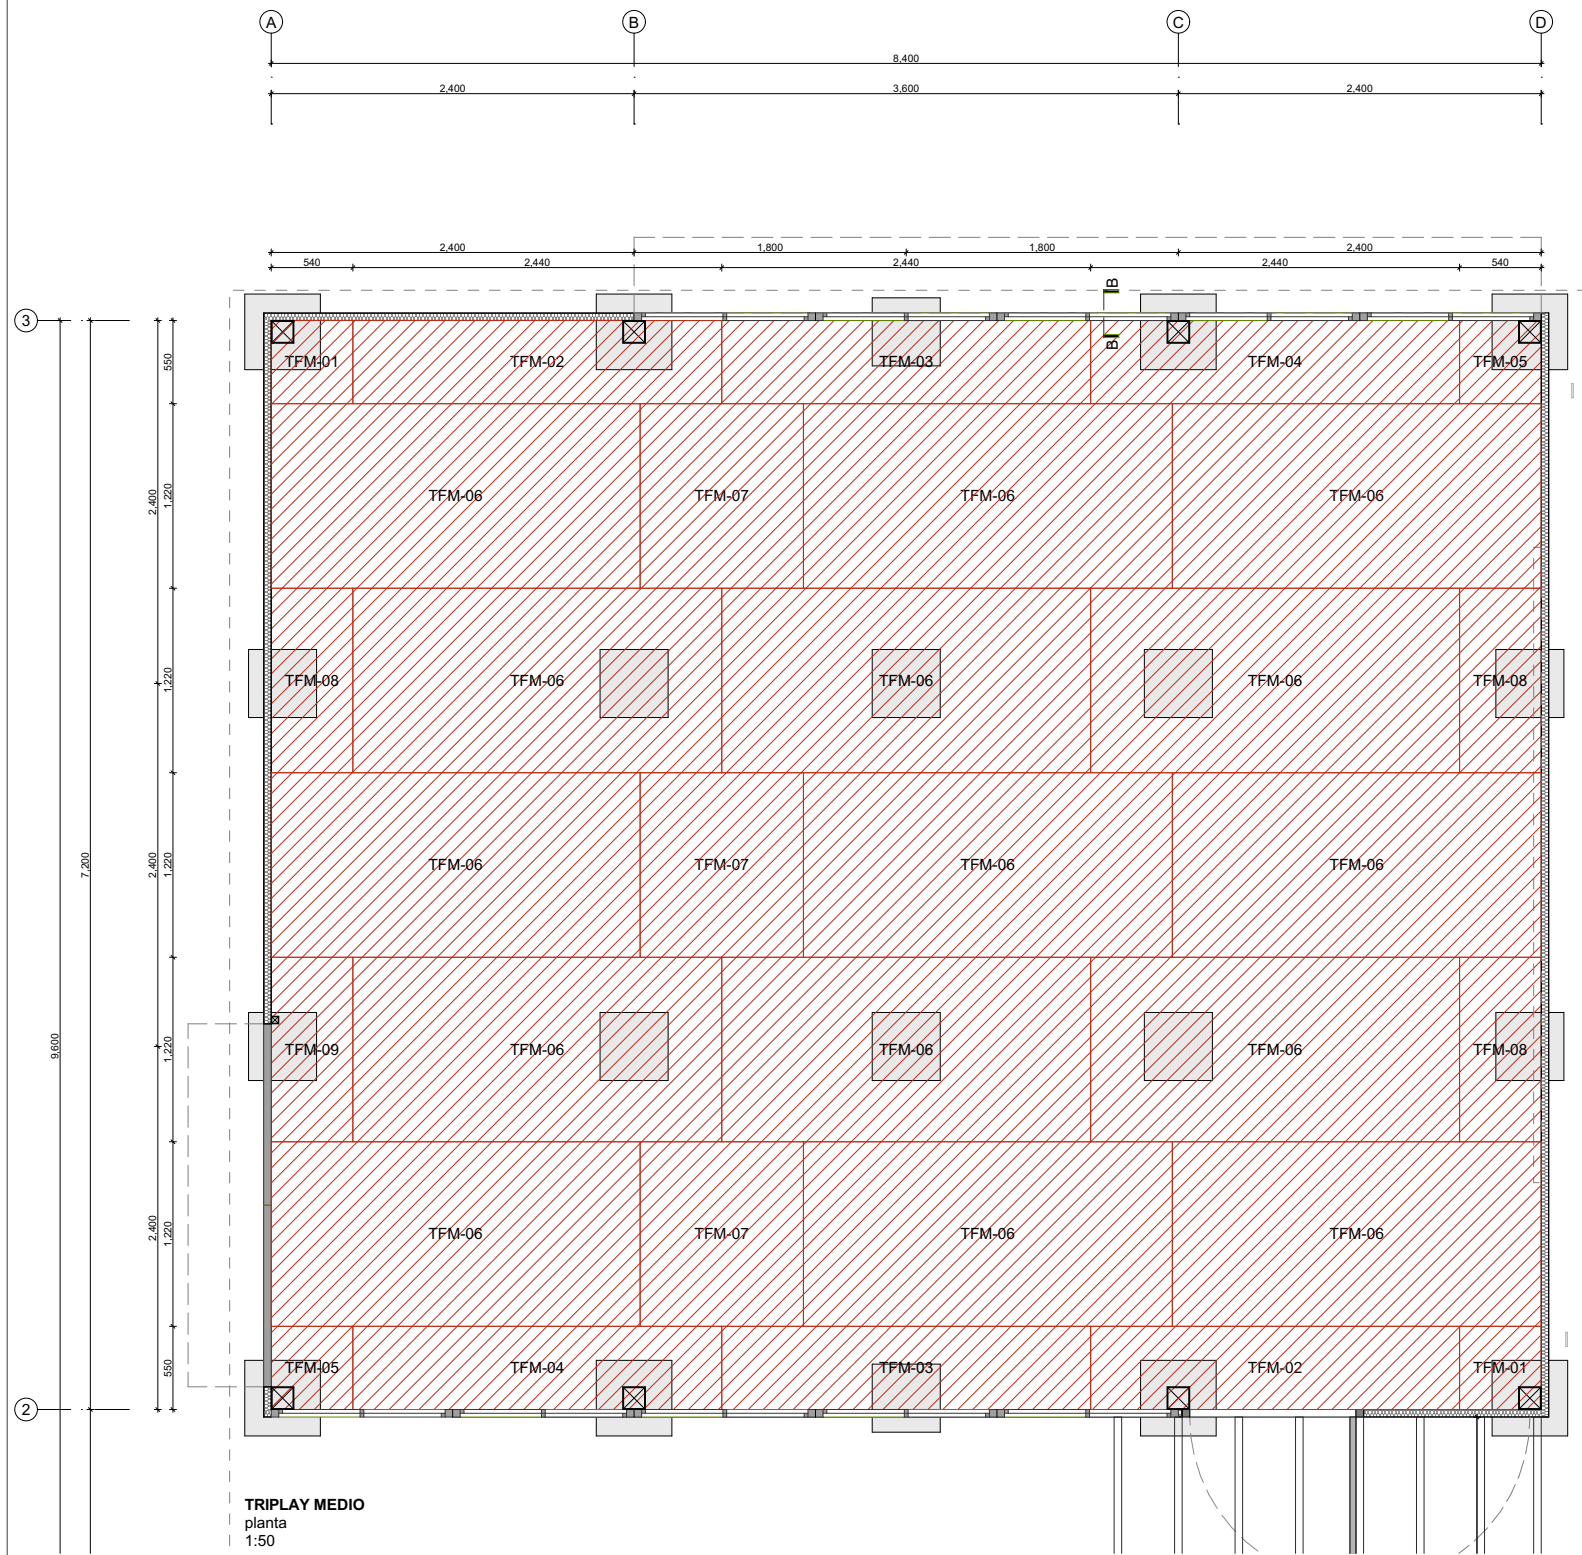 A B C D
8,400
2,400 3,600 2,400
2,400 1,800 1,800 2,400
540 2,440 2,440 2,440 540
B
3
B
550
TFM-01 TFM-02 TFM-03 TFM-04 TFM-05
2,400 1,220
TFM-06 TFM-07 TFM-06 TFM-06
1,220
TFM-08 TFM-06 TFM-06 TFM-06 TFM-08
7,200
2,400 1,220
TFM-06 TFM-07 TFM-06 TFM-06
9,600
1,220
TFM-09 TFM-06 TFM-06 TFM-06 TFM-08
2,400 1,220
TFM-06 TFM-07 TFM-06 TFM-06
550
TFM-05 TFM-04 TFM-03 TFM-02 TFM-01
2
TRIPLAY MEDIO
planta
1:50